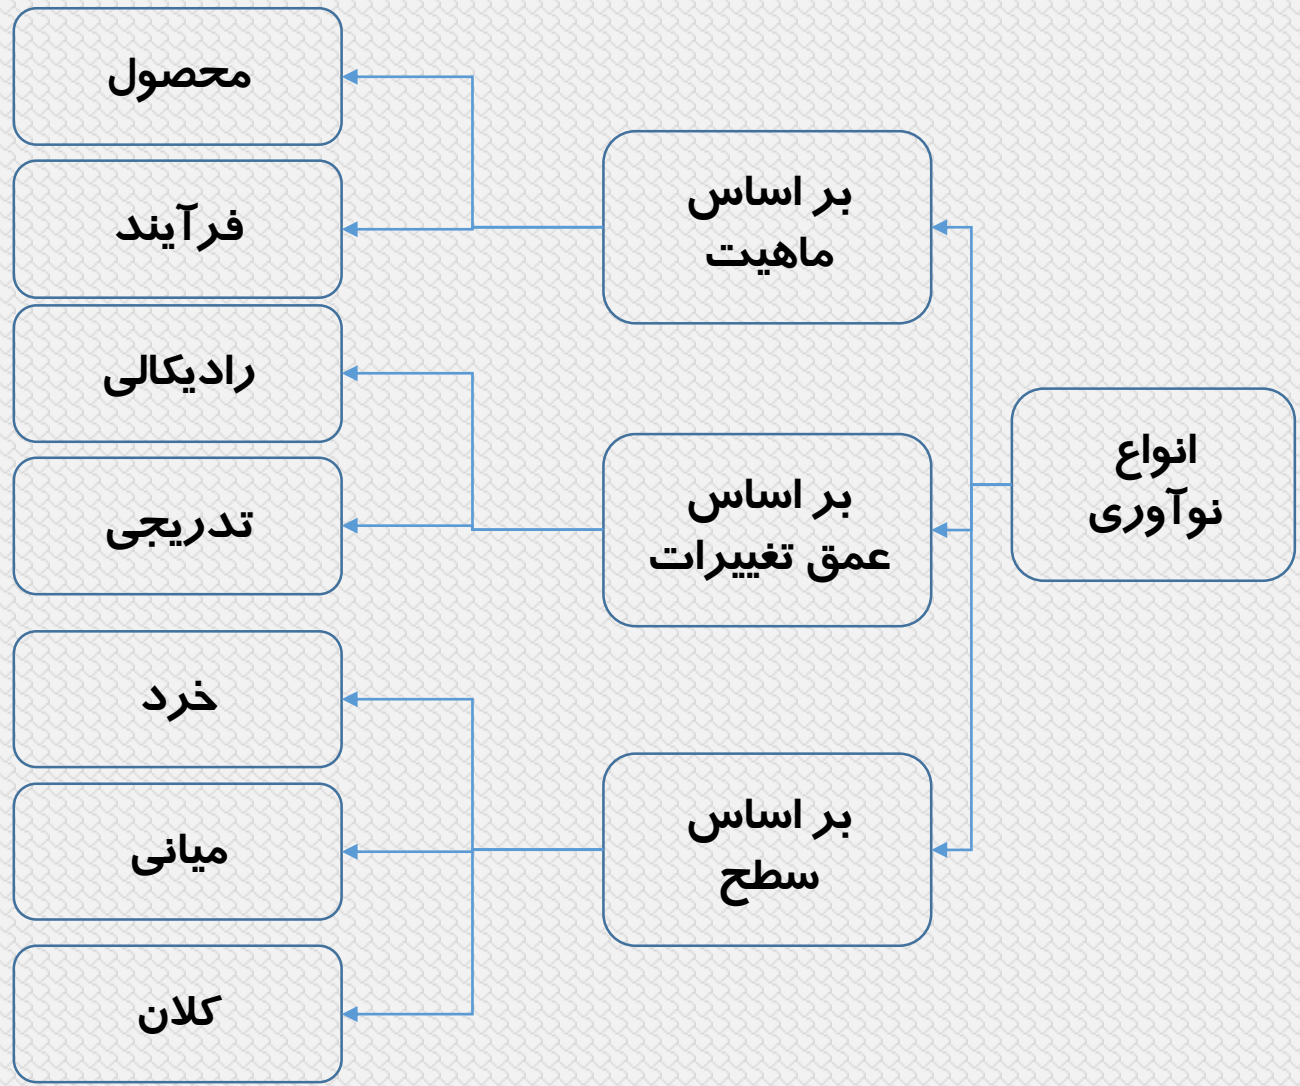 انواع
نوآوری
بر اساس
ماهیت
محصول
فرآیند
بر اساس
عمق تغییرات
رادیکالی
تدریجی
بر اساس
سطح
خرد
میانی
کلان